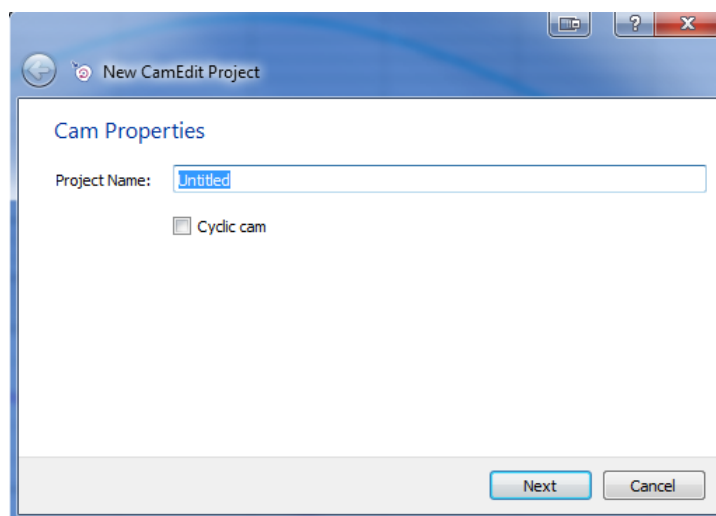 New CamEdit Project
Cam Properties
Project Name: Untitled
Cyclic cam
Next Cancel